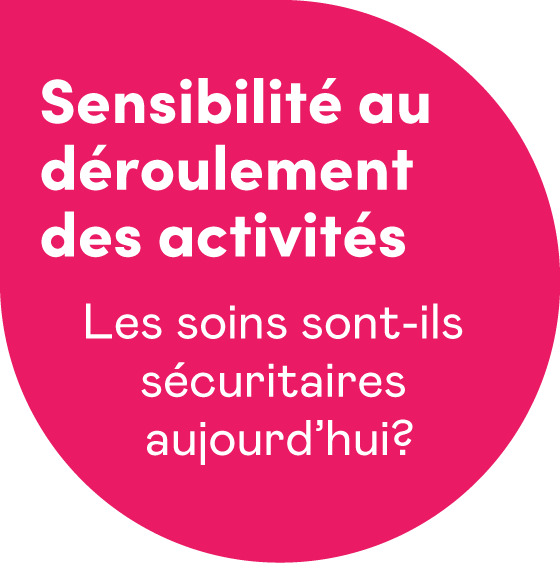 Sensibilité au
déroulement
des activités
Les soins sont-ils
sécuritaires
aujourd’hui?